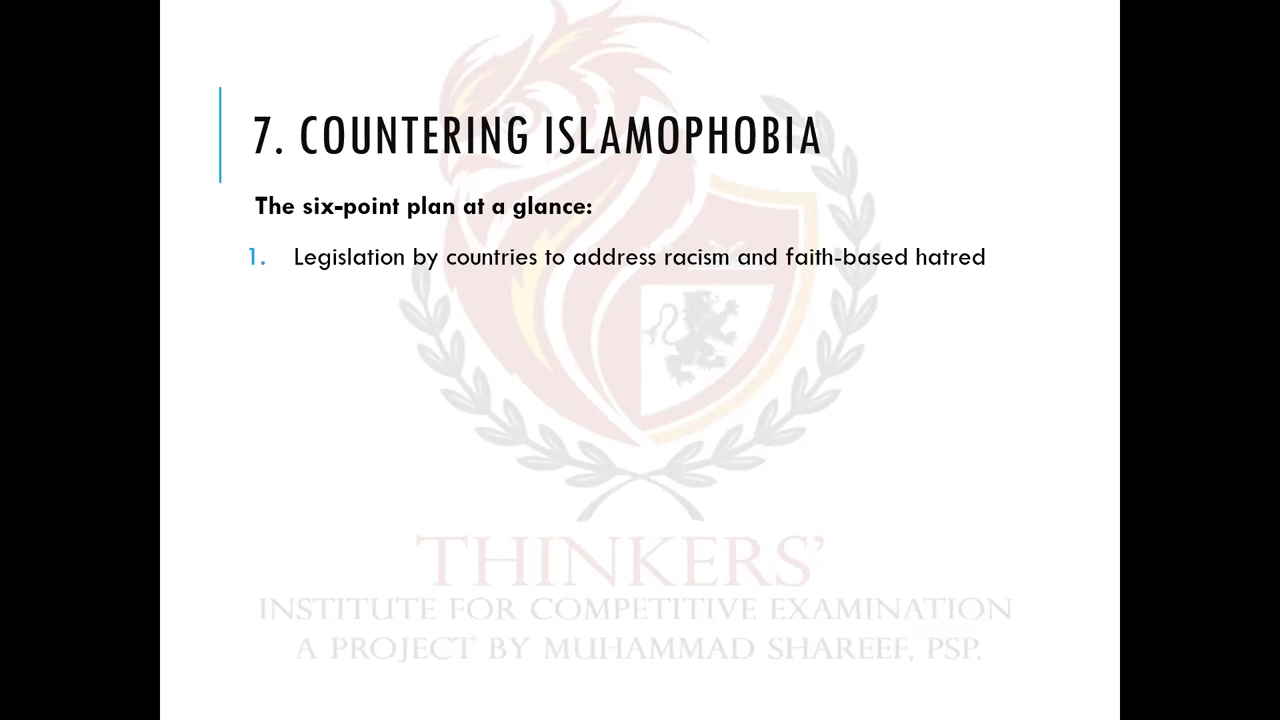 7. COUNTERING ISLAMOPHOBIA
The six-point plan at a glance:
1. Legislation by countries to address racism and faith-based hatred
THINKERS’
INSTITUTE FOR COMPETITIVE EXAMINATION
A PROJECT BY MUHAMMAD SHAREEF, PSP.